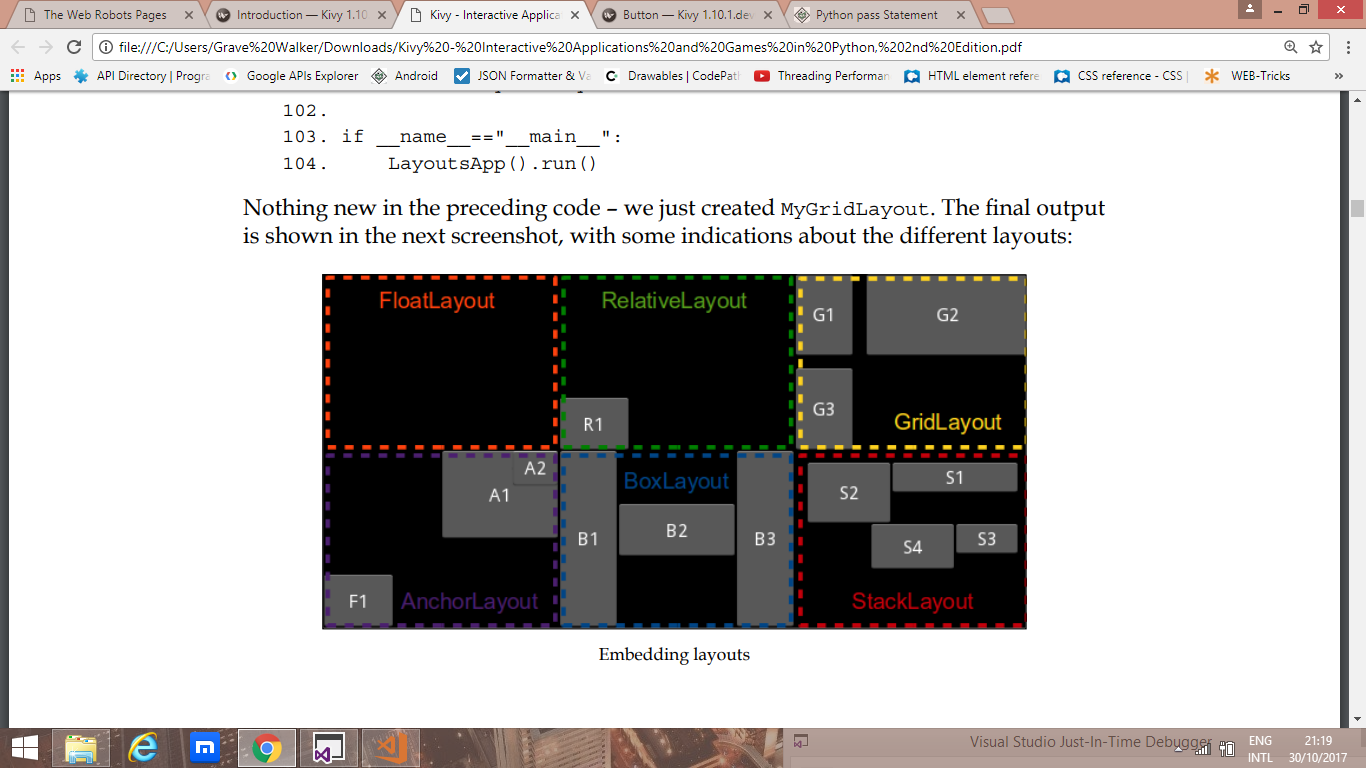 The Web Robots Pages
Introduction — Kivy 1.10
Kivy - Interactive Applica
Button — Kivy 1.10.1.dev
Python pass Statement
file:///C:/Users/Grave%20Walker/Downloads/Kivy%20-%20Interactive%20Applications%20and%20Games%20in%20Python,%202nd%20Edition.pdf
Apps
API Directory | Progra
Google APIs Explorer
Android
JSON Formatter & Va
Drawables | CodePat
Threading Performan
HTML element refere
CSS reference - CSS |
WEB-Tricks
»
102.
103. if __name__=="__main__":
104. LayoutsApp().run()
Nothing new in the preceding code – we just created MyGridLayout. The final output
is shown in the next screenshot, with some indications about the different layouts:
FloatLayout
RelativeLayout
R1
G1
G2
G3
GridLayout
A2
A1
F1
AnchorLayout
BoxLayout
B1
B2
B3
S1
S2
S4
S3
StackLayout
Embedding layouts
Visual Studio Just-In-Time Debugger
ENG
INTL
21:19
30/10/2017